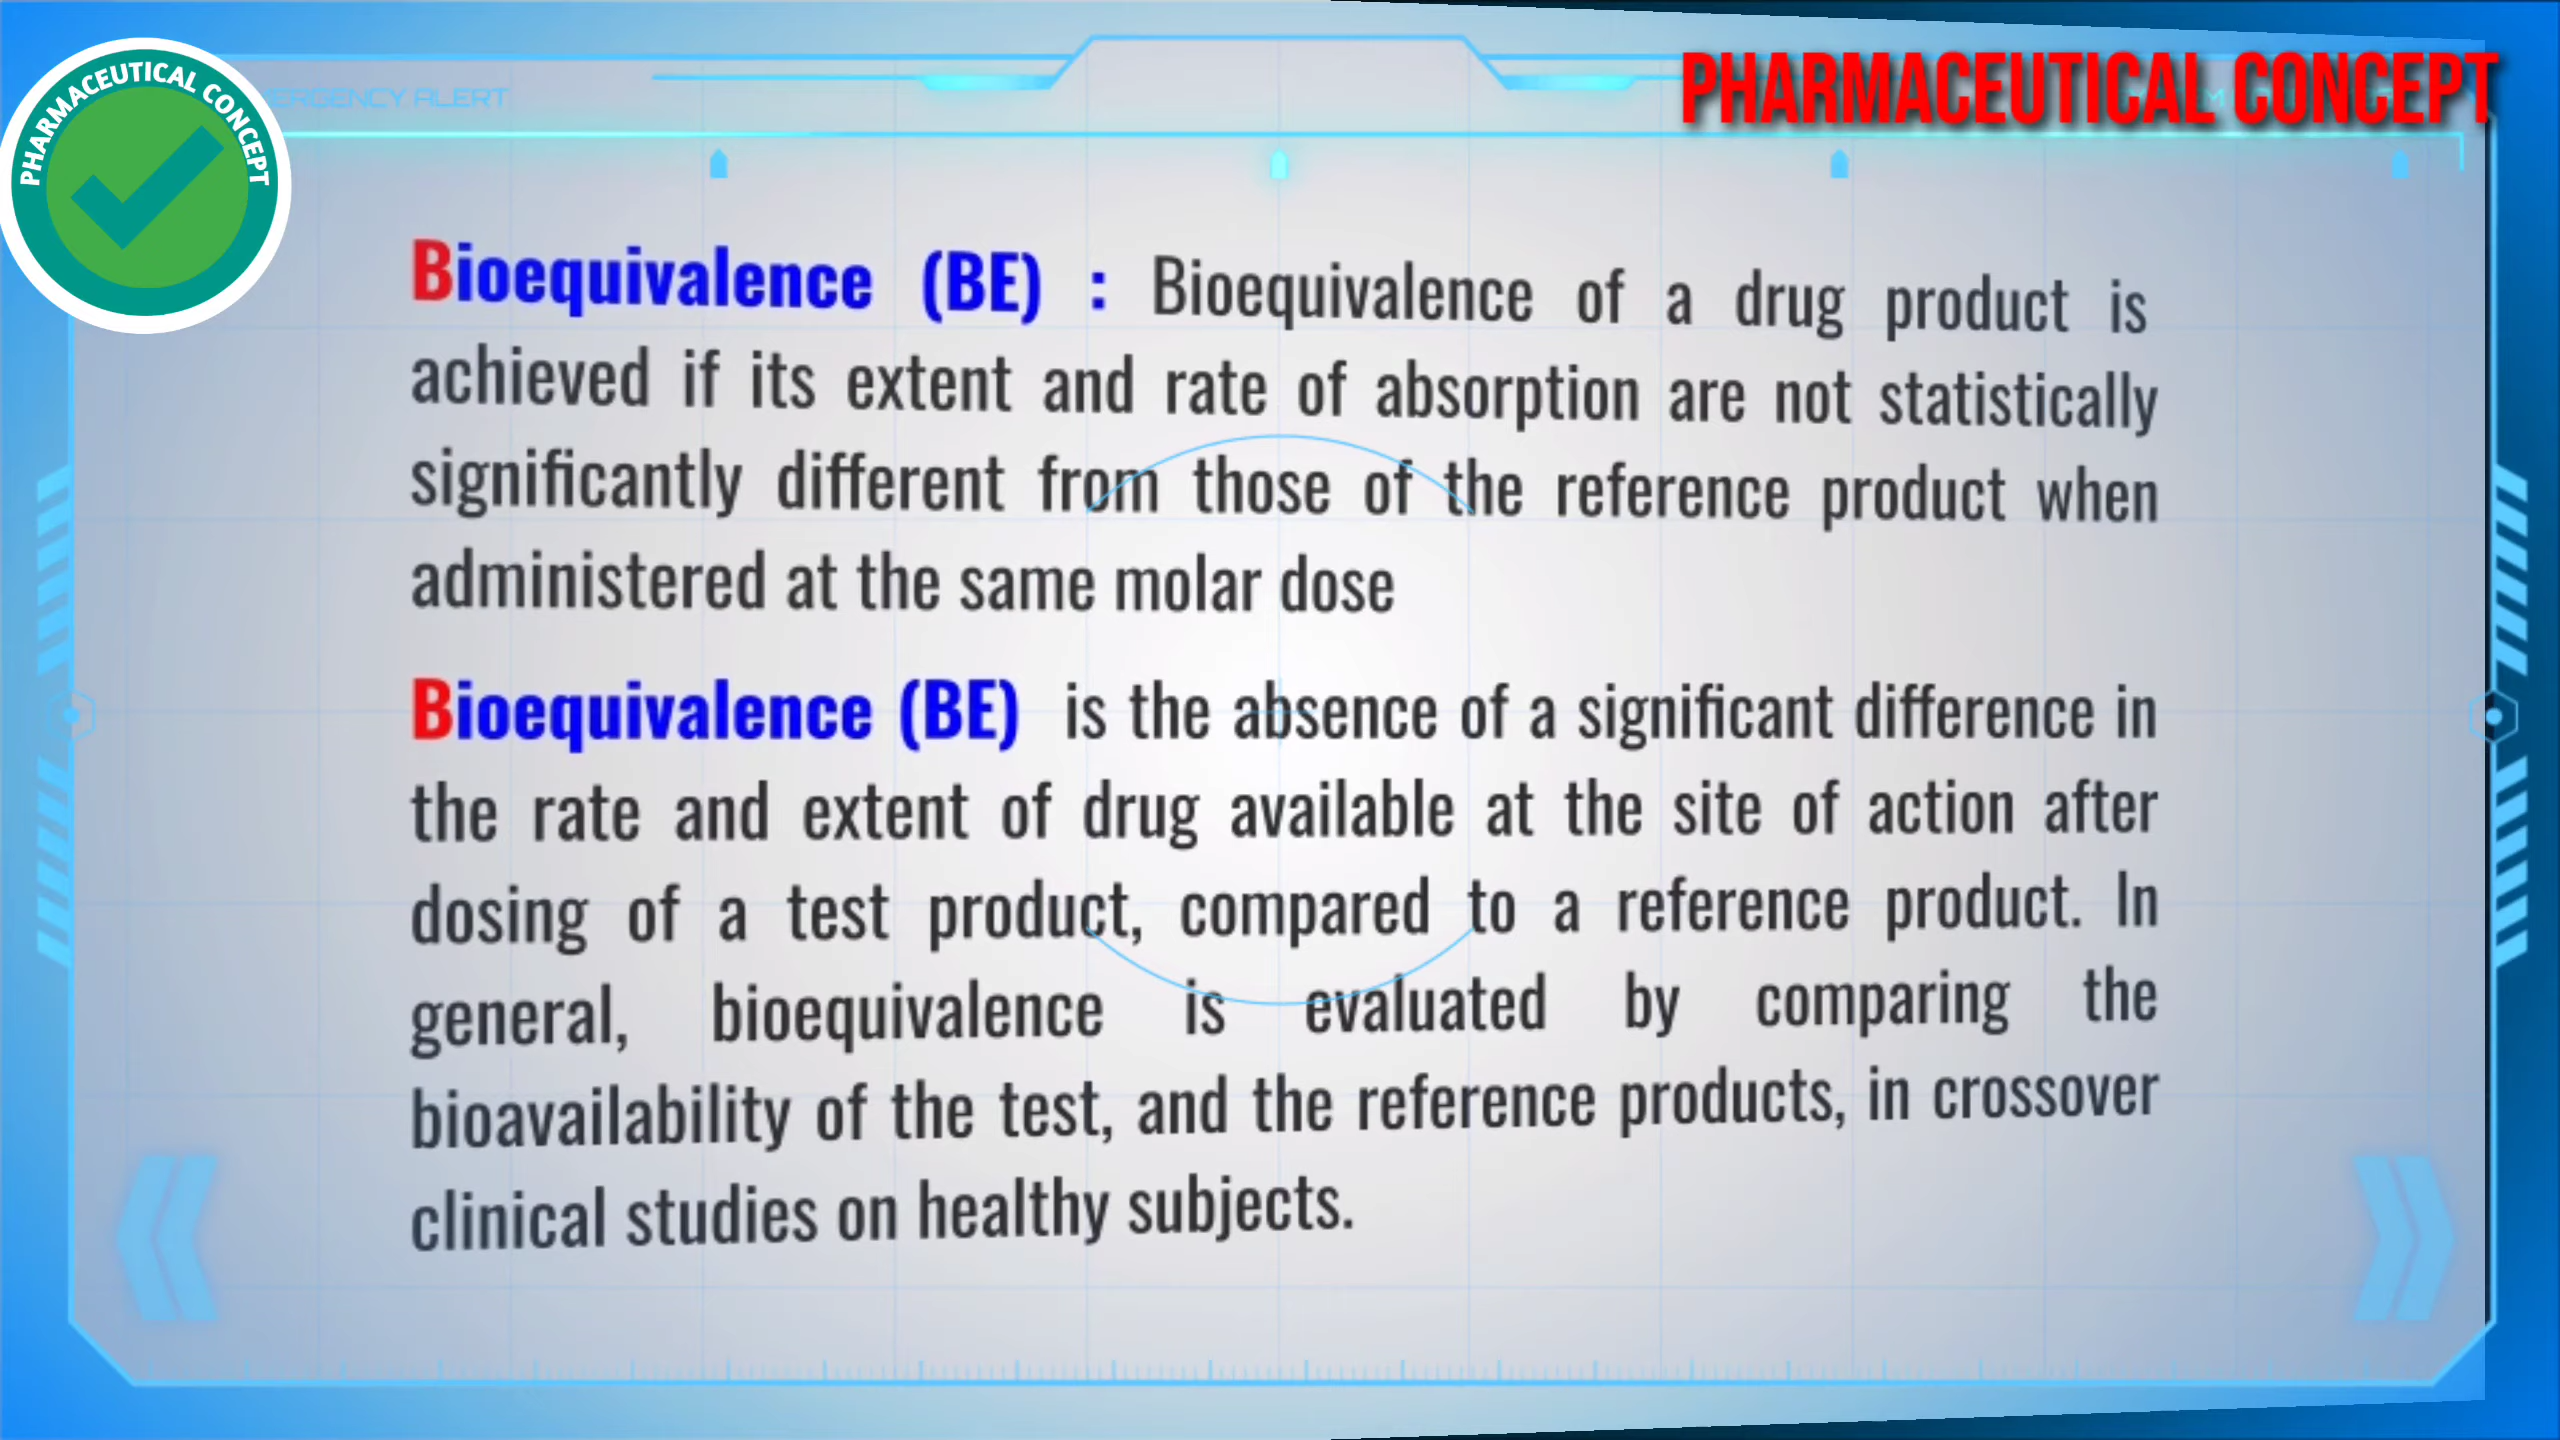 PHARMACEUTICAL CONCEPT
ERGENCY ALERT
PHARMACEUTICAL CONCEPT
Bioequivalence (BE) : Bioequivalence of a drug product is
achieved if its extent and rate of absorption are not statistically
significantly different from those of the reference product when
administered at the same molar dose
Bioequivalence (BE) is the absence of a significant difference in
the rate and extent of drug available at the site of action after
dosing of a test product, compared to a reference product. In
general, bioequivalence is evaluated by comparing the
bioavailability of the test, and the reference products, in crossover
clinical studies on healthy subjects.